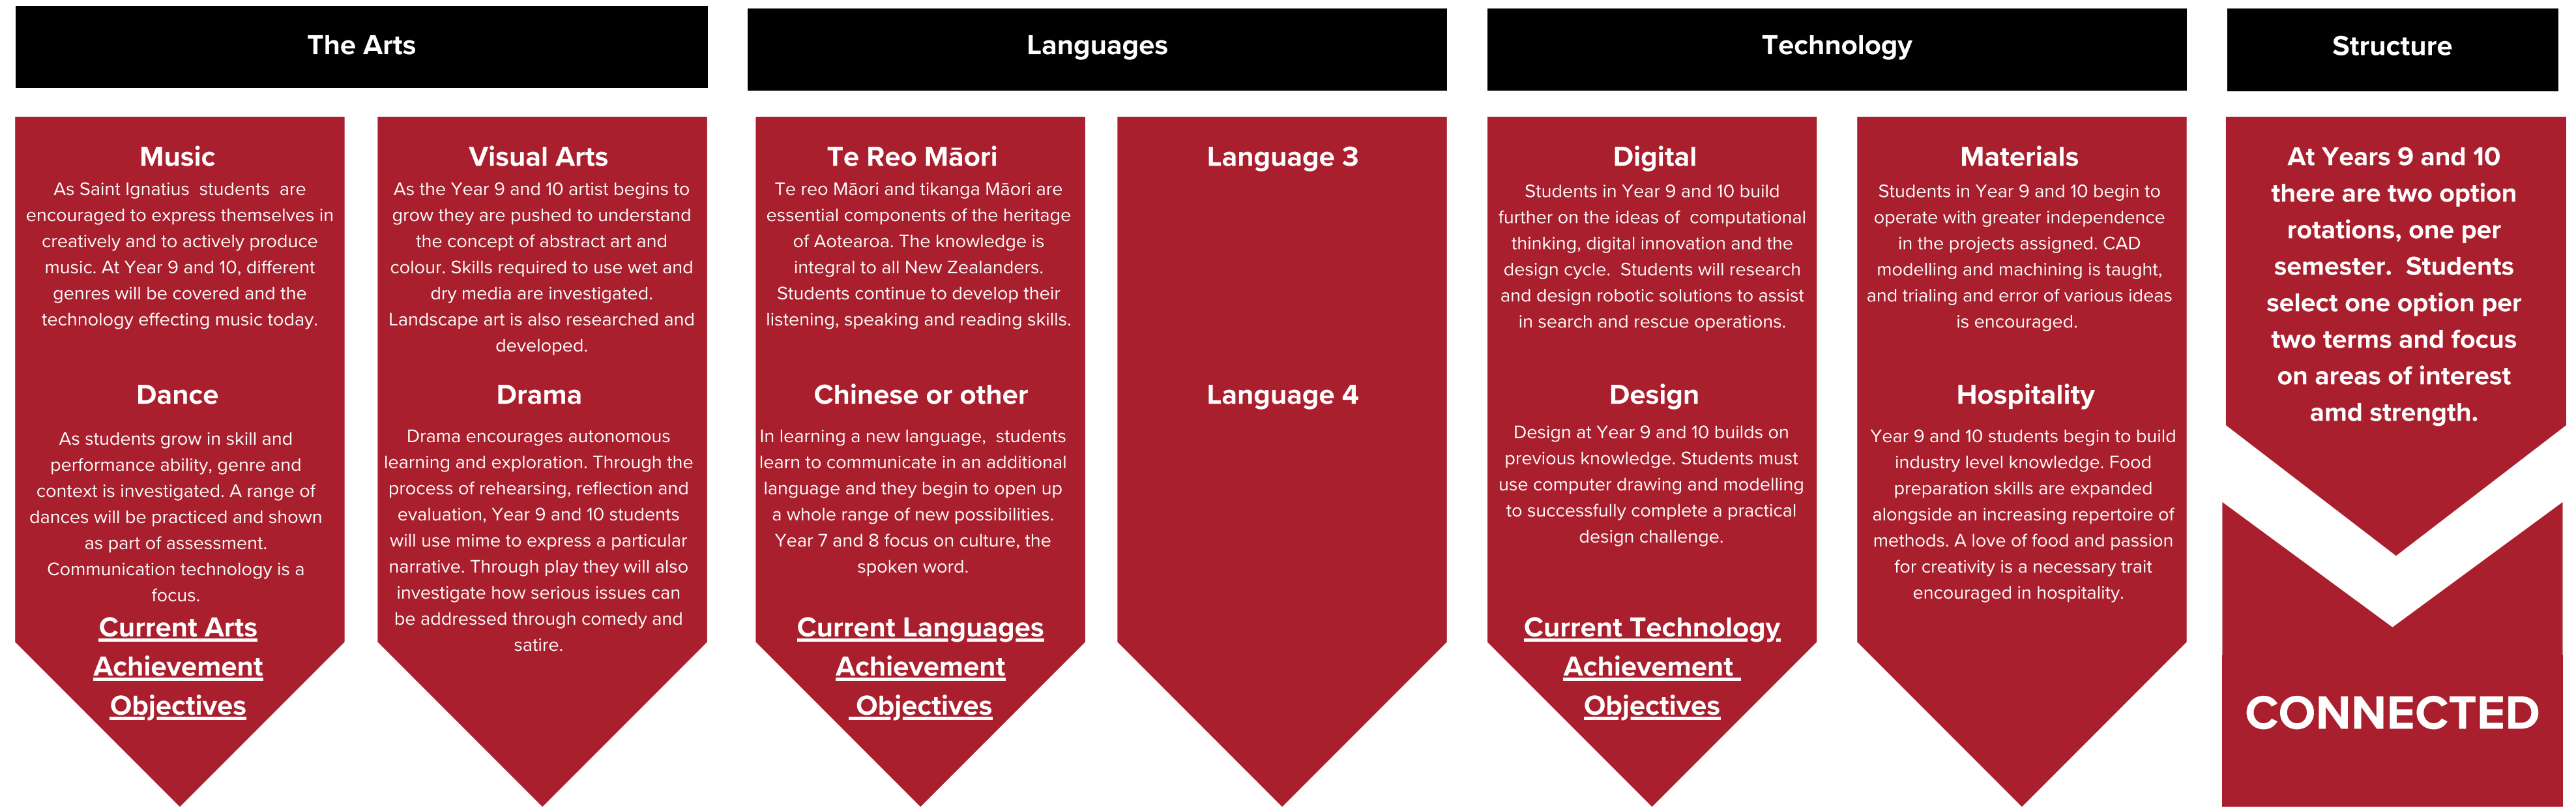 The Arts
Music
As Saint Ignatius students are
encouraged to express themselves in
creatively and to actively produce
music. At Year 9 and 10, different
genres will be covered and the
technology effecting music today.
Dance
As students grow in skill and
performance ability, genre and
context is investigated. A range of
dances will be practiced and shown
as part of assessment.
Communication technology is a
focus.
Current Arts
Achievement
Objectives
Visual Arts
As the Year 9 and 10 artist begins to
grow they are pushed to understand
the concept of abstract art and
colour. Skills required to use wet and
dry media are investigated.
Landscape art is also researched and
developed.
Drama
Drama encourages autonomous
learning and exploration. Through the
process of rehearsing, reflection and
evaluation, Year 9 and 10 students
will use mime to express a particular
narrative. Through play they will also
investigate how serious issues can
be addressed through comedy and
satire.
Languages
Te Reo Māori
Te reo Māori and tikanga Māori are
essential components of the heritage
of Aotearoa. The knowledge is
integral to all New Zealanders.
Students continue to develop their
listening, speaking and reading skills.
Chinese or other
In learning a new language, students
learn to communicate in an additional
language and they begin to open up
a whole range of new possibilities.
Year 7 and 8 focus on culture, the
spoken word.
Current Languages
Achievement
Objectives
Language 3
Language 4
Technology
Digital
Students in Year 9 and 10 build
further on the ideas of computational
thinking, digital innovation and the
design cycle. Students will research
and design robotic solutions to assist
in search and rescue operations.
Design
Design at Year 9 and 10 builds on
previous knowledge. Students must
use computer drawing and modelling
to successfully complete a practical
design challenge.
Current Technology
Achievement
Objectives
Materials
Students in Year 9 and 10 begin to
operate with greater independence
in the projects assigned. CAD
modelling and machining is taught,
and trialing and error of various ideas
is encouraged.
Hospitality
Year 9 and 10 students begin to build
industry level knowledge. Food
preparation skills are expanded
alongside an increasing repertoire of
methods. A love of food and passion
for creativity is a necessary trait
encouraged in hospitality.
Structure
At Years 9 and 10
there are two option
rotations, one per
semester. Students
select one option per
two terms and focus
on areas of interest
amd strength.
CONNECTED